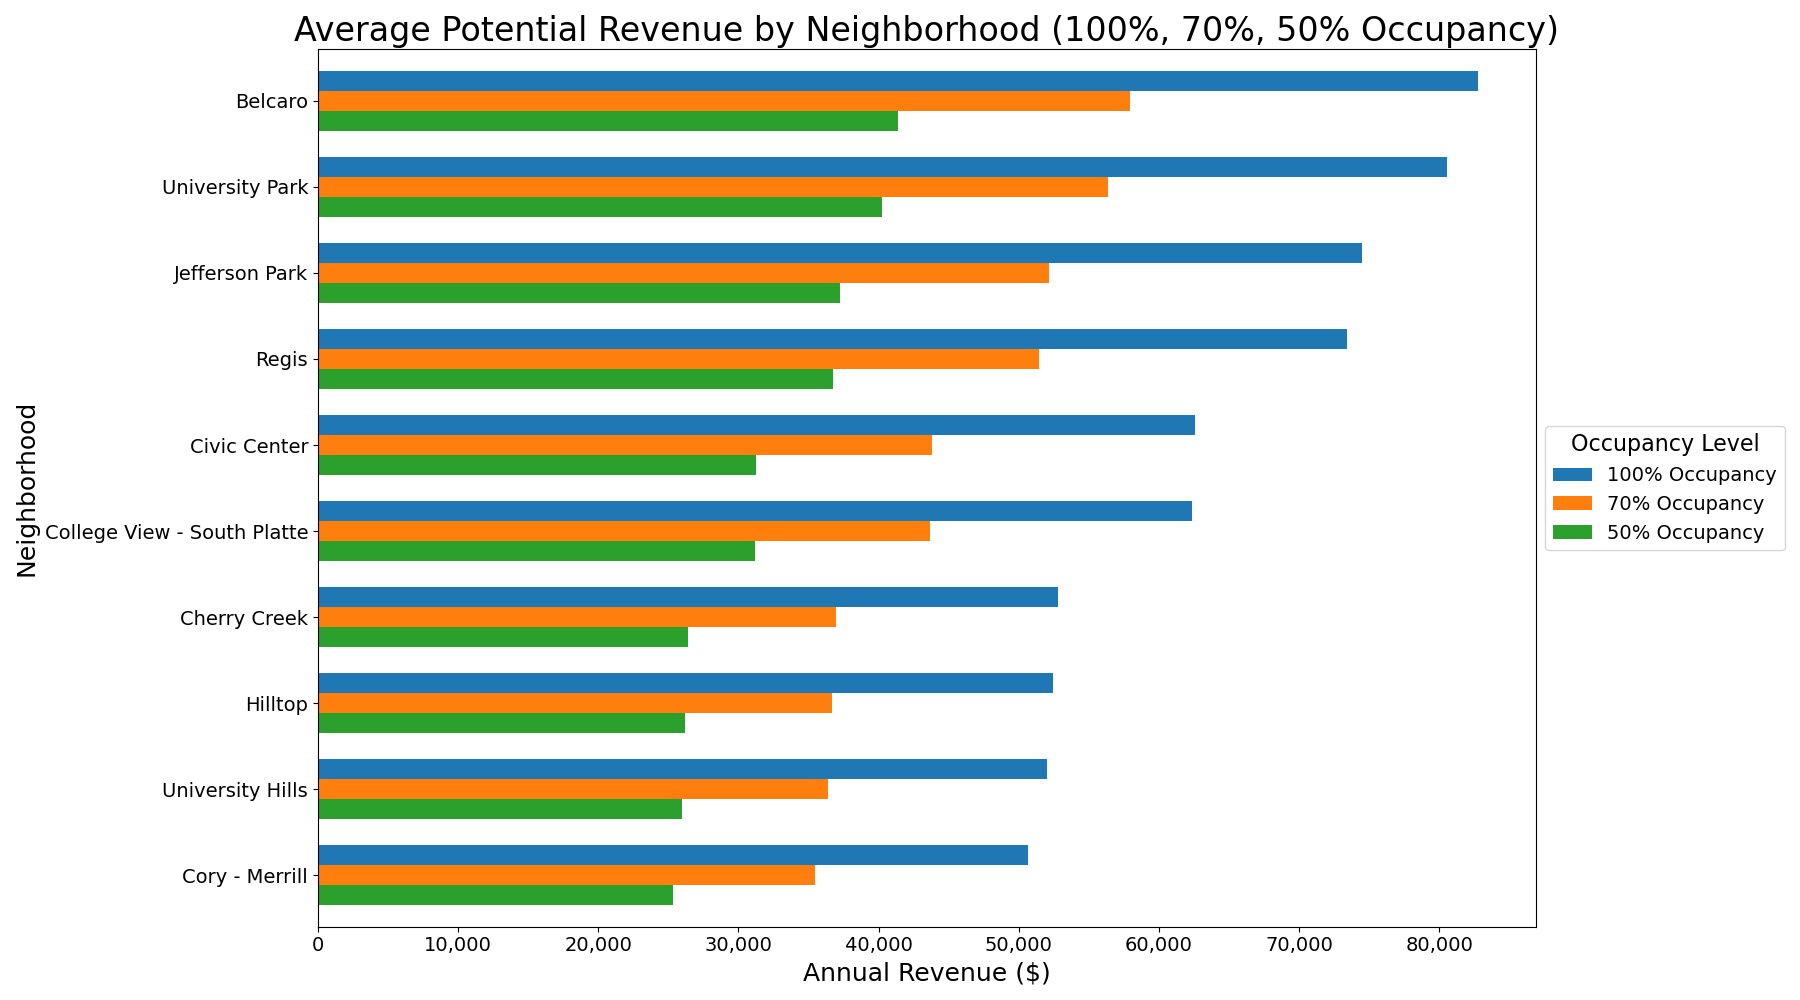 Average Potential Revenue by Neighborhood (100%, 70%, 50% Occupancy)
Neighborhood
Belcaro
University Park
Jefferson Park
Regis
Civic Center
College View - South Platte
Cherry Creek
Hilltop
University Hills
Cory - Merrill
0
10,000
20,000
30,000
40,000
50,000
60,000
70,000
80,000
Annual Revenue ($)
Occupancy Level
100% Occupancy
70% Occupancy
50% Occupancy